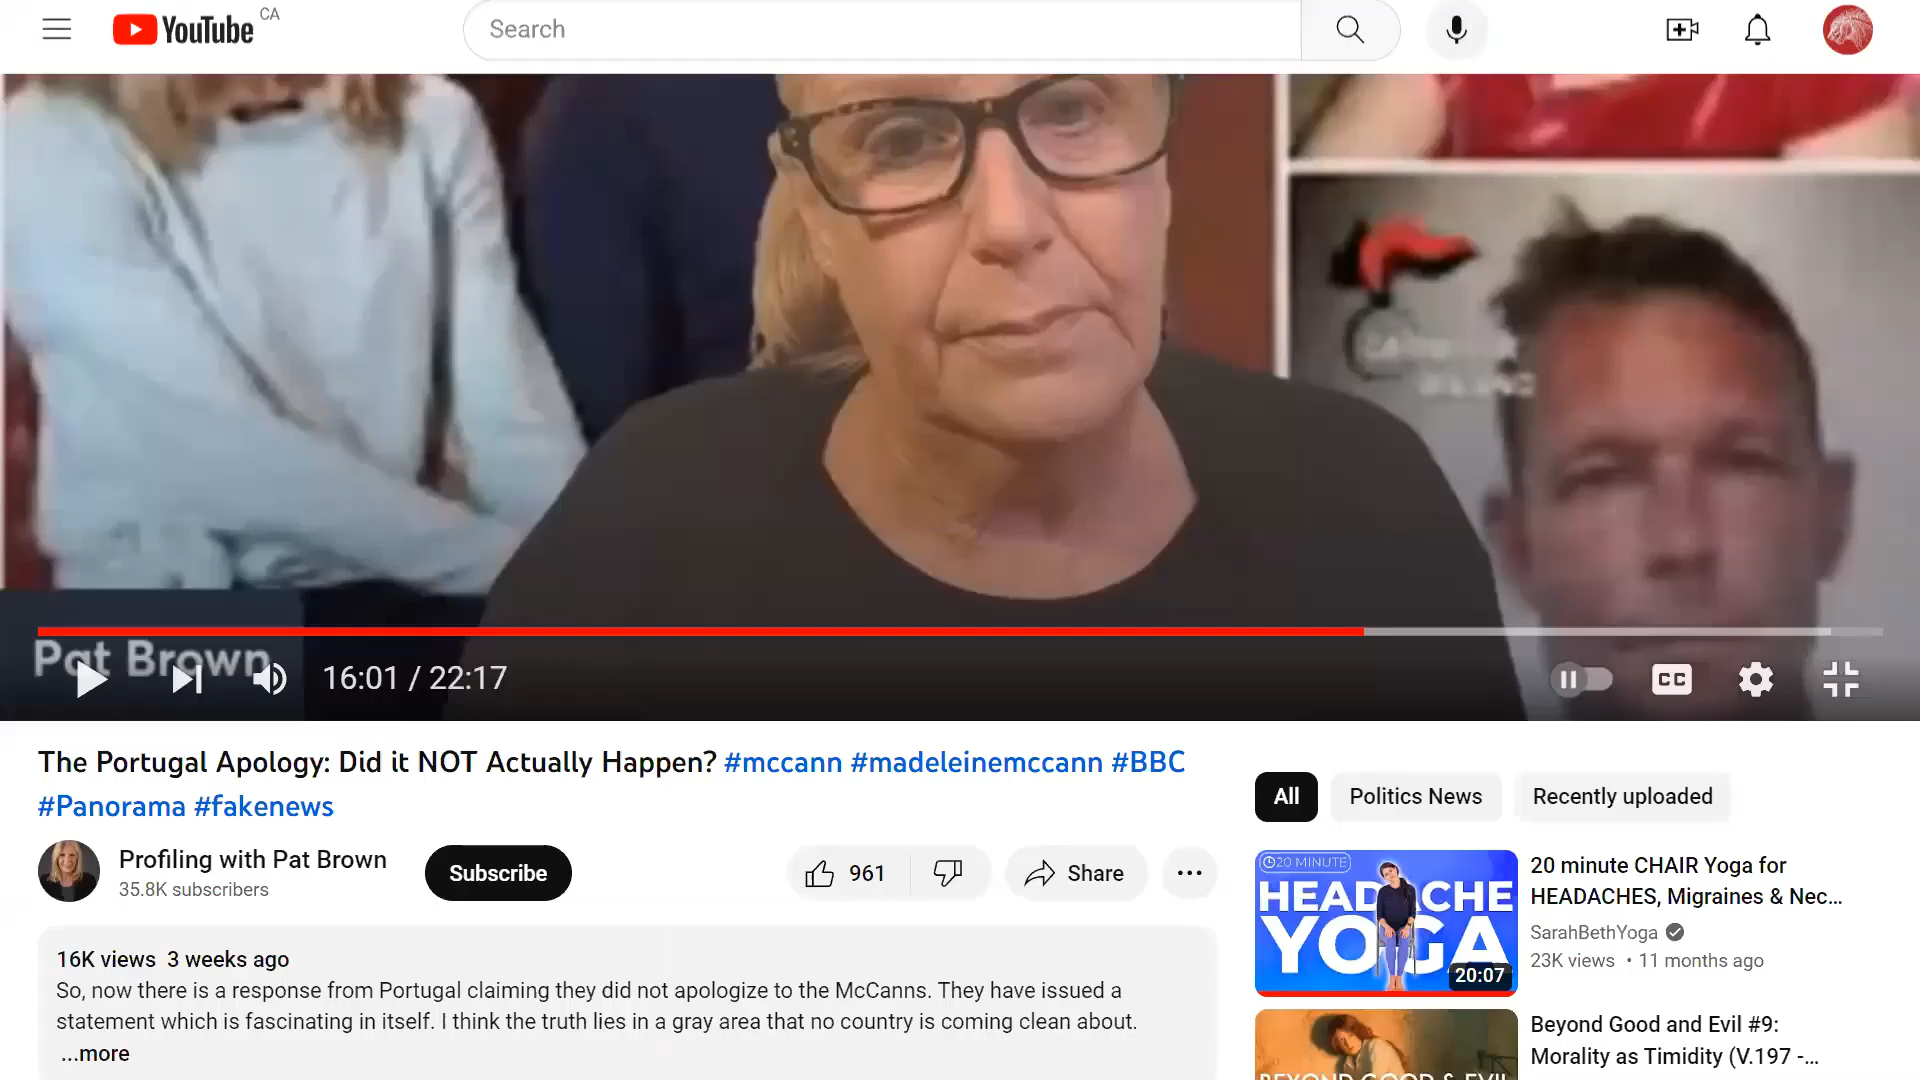 YouTube CA
Search
Pat Brown
16:01 / 22:17
CC
The Portugal Apology: Did it NOT Actually Happen? #mccann #madeleinemccann #BBC
#Panorama #fakenews
Profiling with Pat Brown
35.8K subscribers
Subscribe
961
Share
16K views 3 weeks ago
So, now there is a response from Portugal claiming they did not apologize to the McCanns. They have issued a
statement which is fascinating in itself. I think the truth lies in a gray area that no country is coming clean about.
...more
All
Politics News
Recently uploaded
20 MINUTE
HEADACHE
YOGA
20:07
20 minute CHAIR Yoga for
HEADACHES, Migraines & Nec...
SarahBethYoga
23K views • 11 months ago
BEYOND GOOD & EVIL
Beyond Good and Evil #9:
Morality as Timidity (V.197 -...